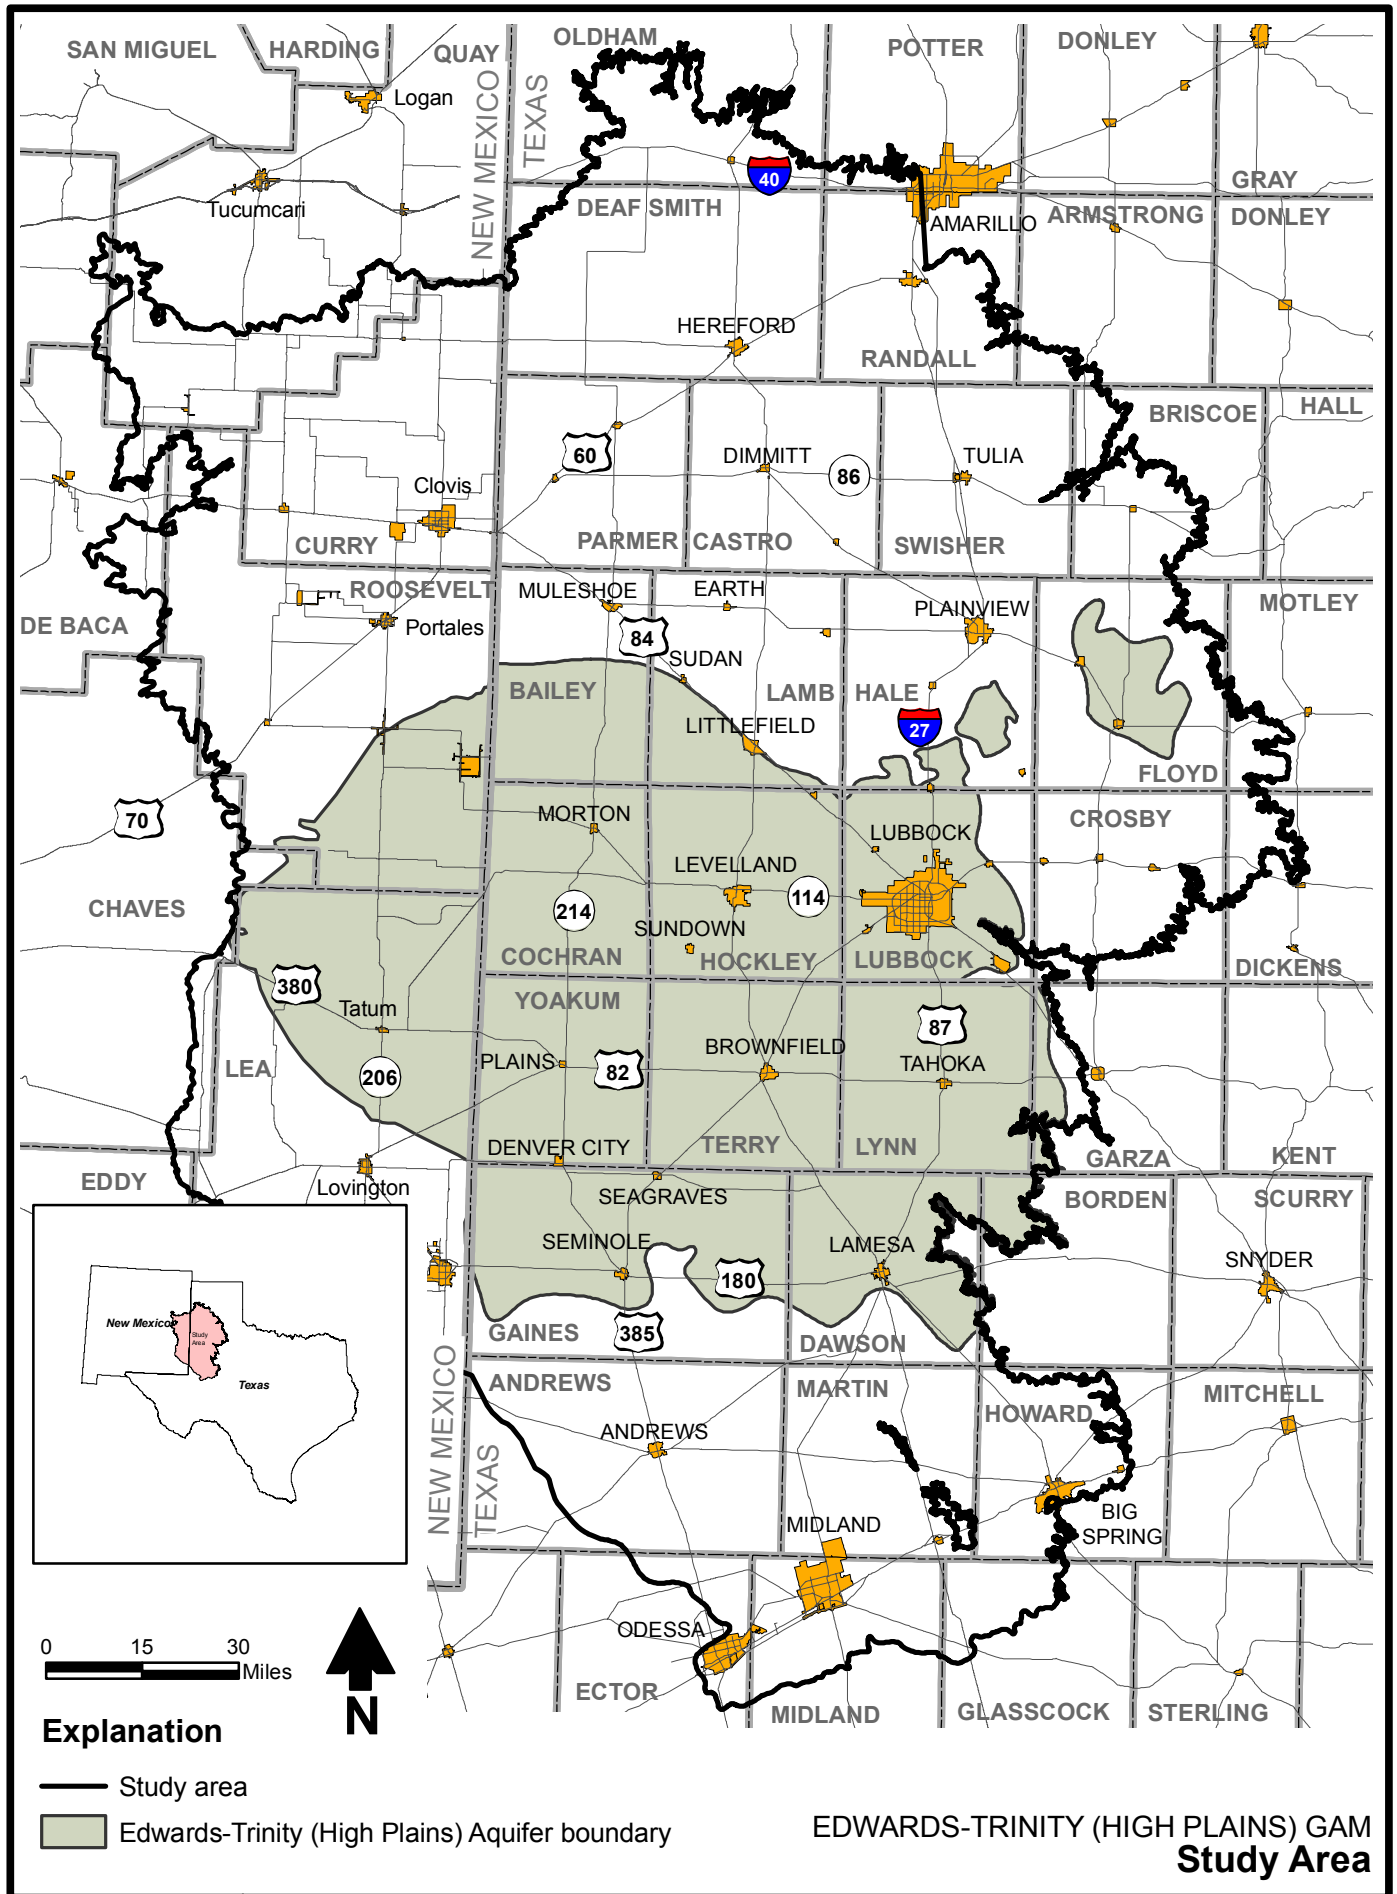 SAN MIGUEL
HARDING
QUAY
OLDHAM
POTTER
DONLEY
Logan
NEW MEXICO
TEXAS
40
GRAY
Tucumcari
DEAF SMITH
AMARILLO
ARMSTRONG
DONLEY
HEREFORD
RANDALL
BRISCOE
HALL
60
DIMMITT
86
TULIA
Clovis
CURRY
PARMER
CASTRO
SWISHER
ROOSEVELT
MULESHOE
EARTH
PLAINVIEW
MOTLEY
DE BACA
Portales
84
SUDAN
BAILEY
LAMB
HALE
LITTLEFIELD
27
FLOYD
70
MORTON
LUBBOCK
CROSBY
LEVELLAND
CHAVES
214
114
SUNDOWN
COCHRAN
HOCKLEY
LUBBOCK
DICKENS
380
YOAKUM
Tatum
87
LEA
PLAINS
82
BROWNFIELD
TAHOKA
206
DENVER CITY
TERRY
LYNN
GARZA
KENT
EDDY
Lovington
SEAGRAVES
BORDEN
SCURRY
SEMINOLE
LAMESA
SNYDER
180
New Mexico
Study
Area
Texas
GAINES
385
DAWSON
NEW MEXICO
TEXAS
ANDREWS
MARTIN
HOWARD
MITCHELL
ANDREWS
MIDLAND
BIG
SPRING
ODESSA
0 15 30
Miles
N
ECTOR
MIDLAND
GLASSCOCK
STERLING
Explanation
Study area
Edwards-Trinity (High Plains) Aquifer boundary
EDWARDS-TRINITY (HIGH PLAINS) GAM
Study Area